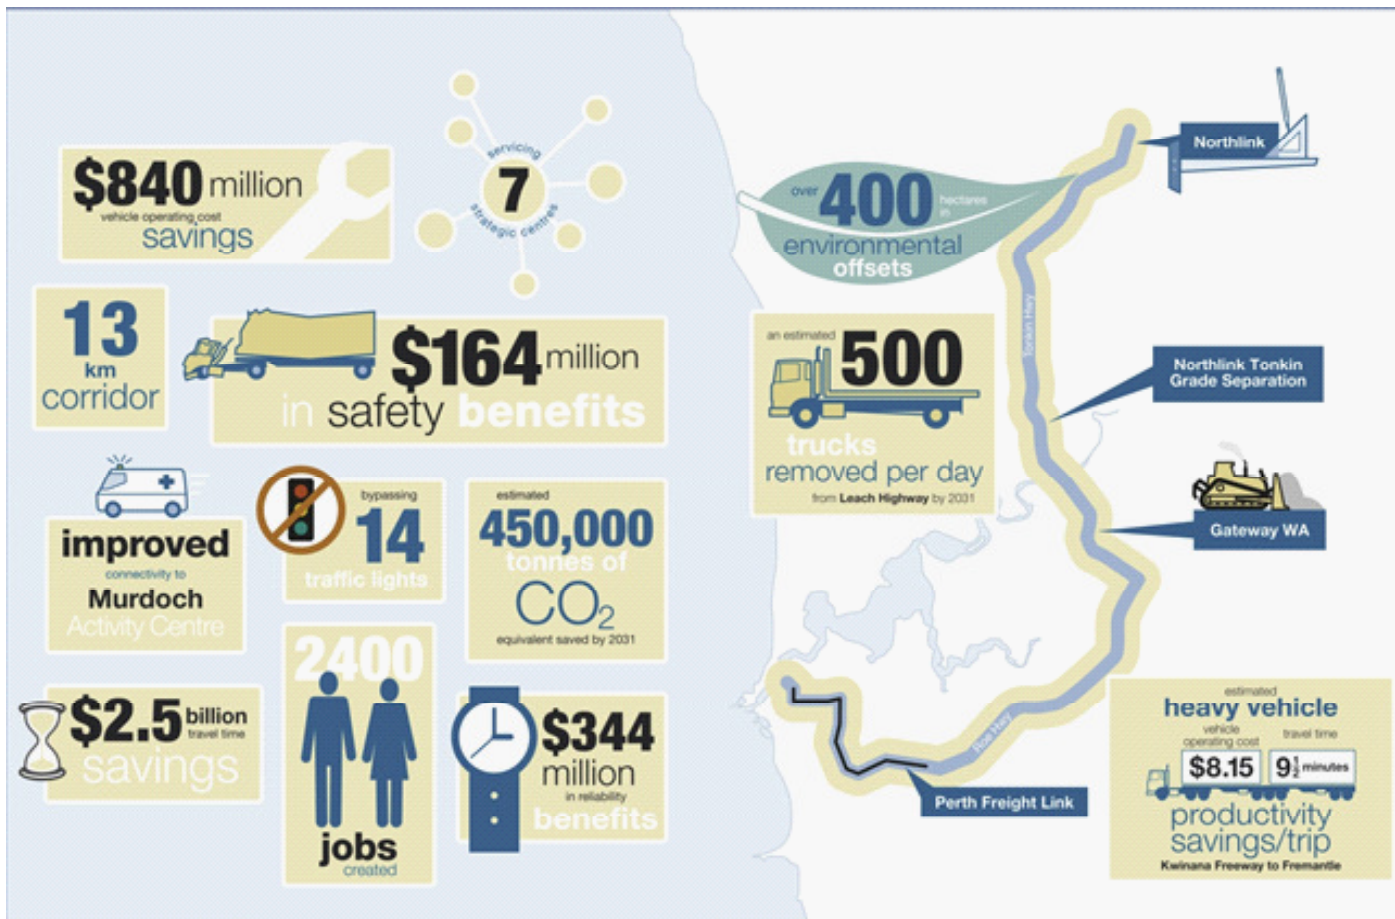 $840 million
vehicle operating cost
savings
servicing
7
strategic centres
13
km
corridor
$164 million
in safety benefits
improved
connectivity to
Murdoch
Activity Centre
bypassing
14
traffic lights
estimated
450,000
tonnes of
CO2
equivalent saved by 2031
$2.5 billion
travel time
savings
2400
jobs
created
$344
million
in reliability
benefits
over 400 hectares
in
environmental
offsets
an estimated
500
trucks
removed per day
from Leach Highway by 2031
Northlink
Tonkin Hwy
Northlink Tonkin
Grade Separation
Gateway WA
Roe Hwy
Perth Freight Link
estimated
heavy vehicle
vehicle
operating cost
travel time
$8.15
9½ minutes
productivity
savings/trip
Kwinana Freeway to Fremantle